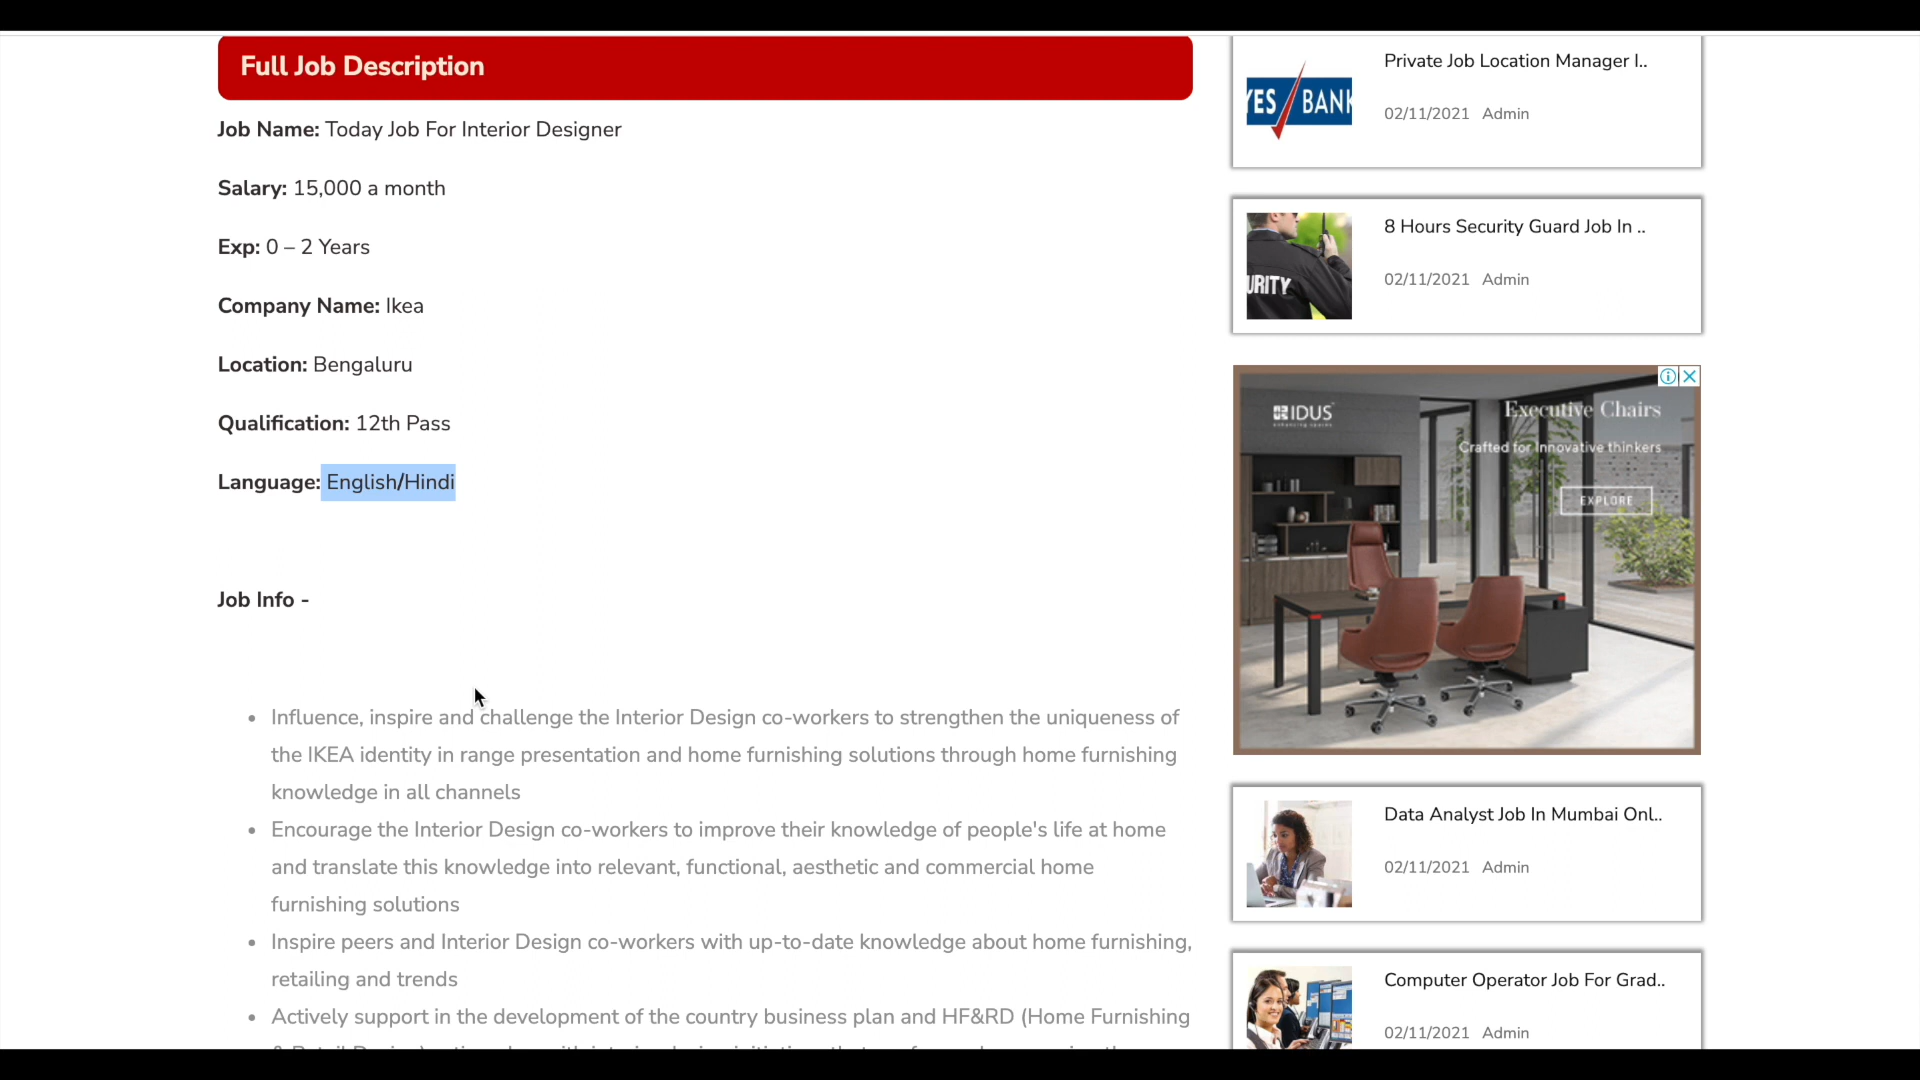 Full Job Description
Job Name: Today Job For Interior Designer
Salary: 15,000 a month
Exp: 0 – 2 Years
Company Name: Ikea
Location: Bengaluru
Qualification: 12th Pass
Language: English/Hindi
Job Info -
• Influence, inspire and challenge the Interior Design co-workers to strengthen the uniqueness of
the IKEA identity in range presentation and home furnishing solutions through home furnishing
knowledge in all channels
• Encourage the Interior Design co-workers to improve their knowledge of people's life at home
and translate this knowledge into relevant, functional, aesthetic and commercial home
furnishing solutions
• Inspire peers and Interior Design co-workers with up-to-date knowledge about home furnishing,
retailing and trends
• Actively support in the development of the country business plan and HF&RD (Home Furnishing
YES BANK
Private Job Location Manager I..
02/11/2021 Admin
URITY
8 Hours Security Guard Job In ..
02/11/2021 Admin
IDUS
enhancing spaces
Executive Chairs
Crafted for Innovative thinkers
EXPLORE
Data Analyst Job In Mumbai Onl..
02/11/2021 Admin
Computer Operator Job For Grad..
02/11/2021 Admin